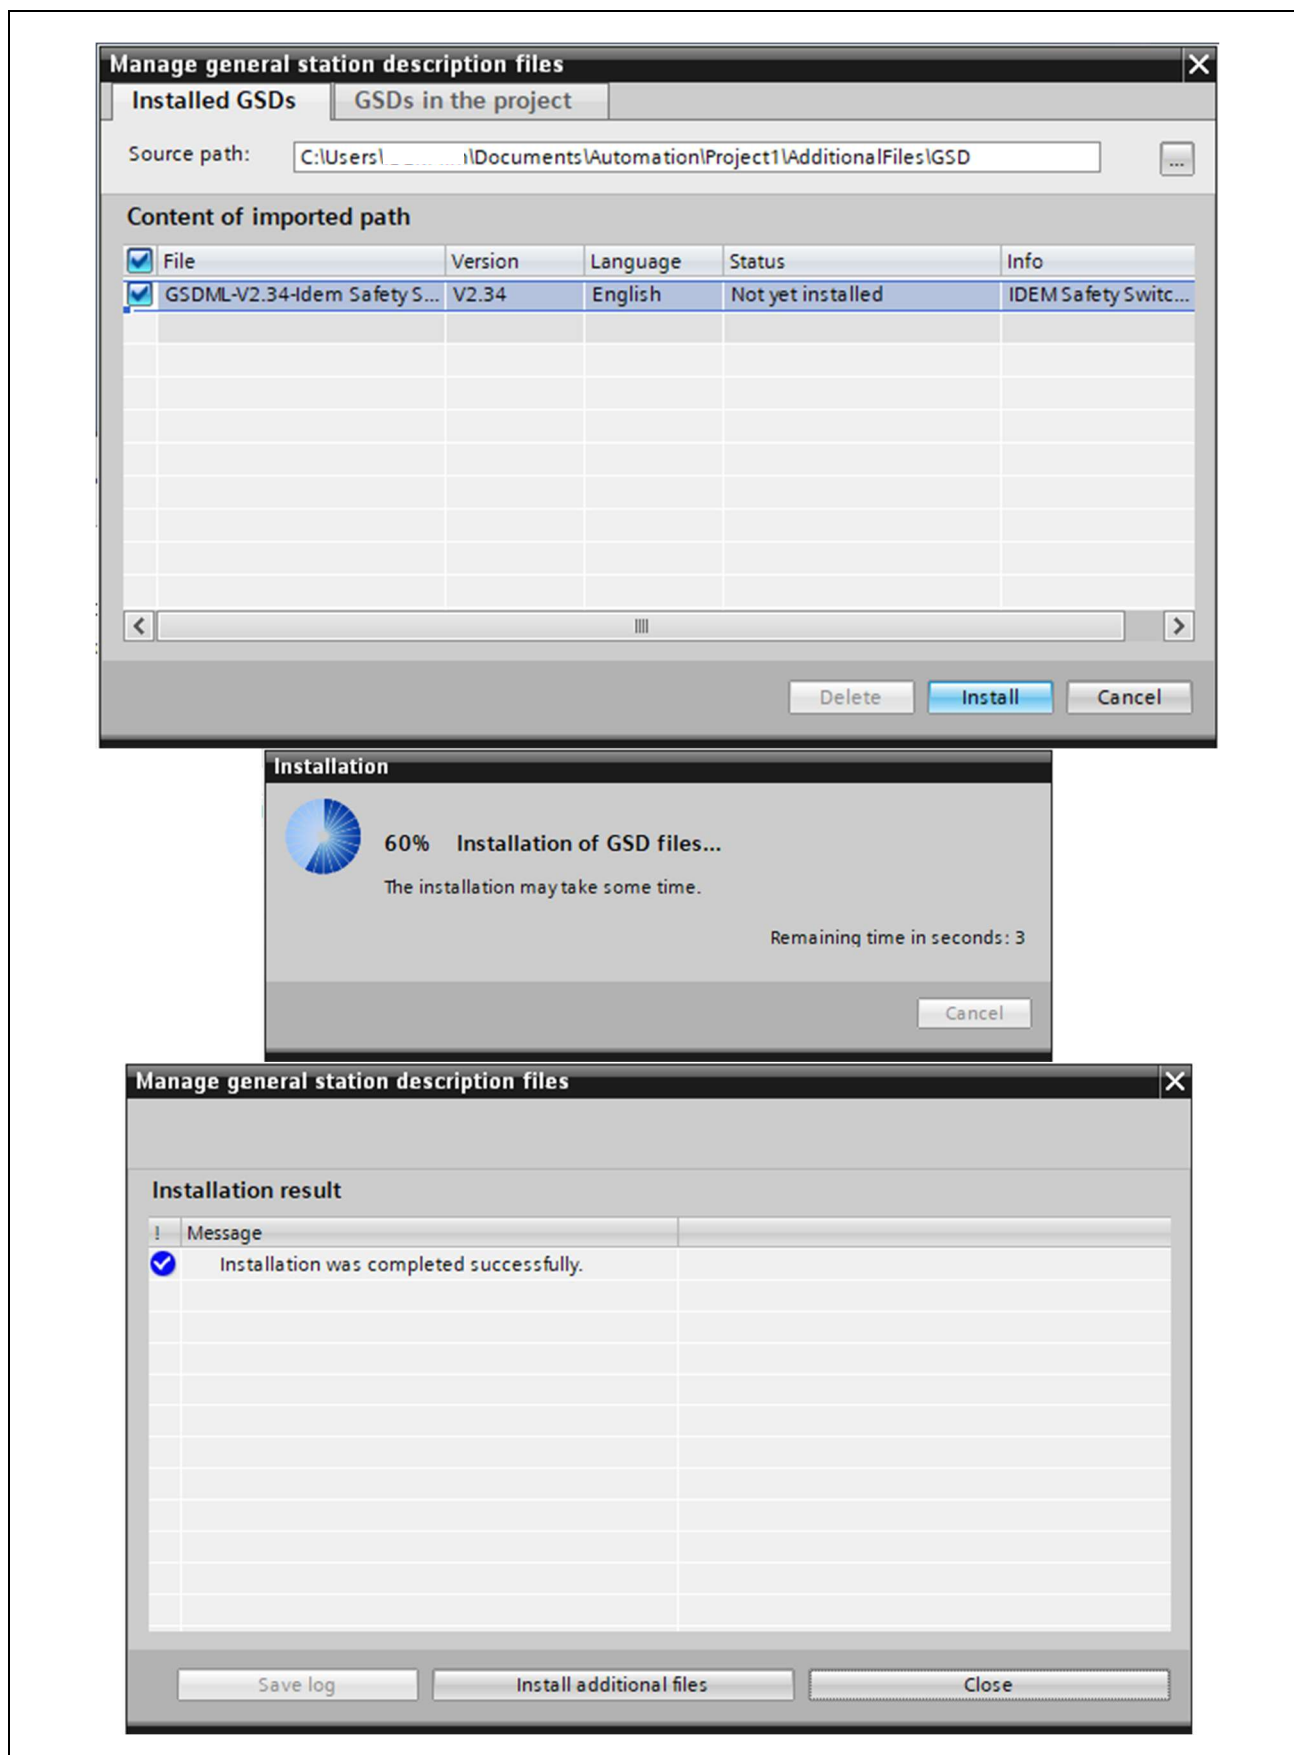 Manage general station description files
Installed GSDs GSDs in the project
Source path: C:\Users\ \Documents\Automation\Project1\AdditionalFiles\GSD ...
Content of imported path
File Version Language Status Info
GSDML-V2.34-Idem Safety S... V2.34 English Not yet installed IDEM Safety Switc...
Delete Install Cancel
Installation
60% Installation of GSD files...
The installation may take some time.
Remaining time in seconds: 3
Cancel
Manage general station description files
Installation result
! Message
Installation was completed successfully.
Save log Install additional files Close